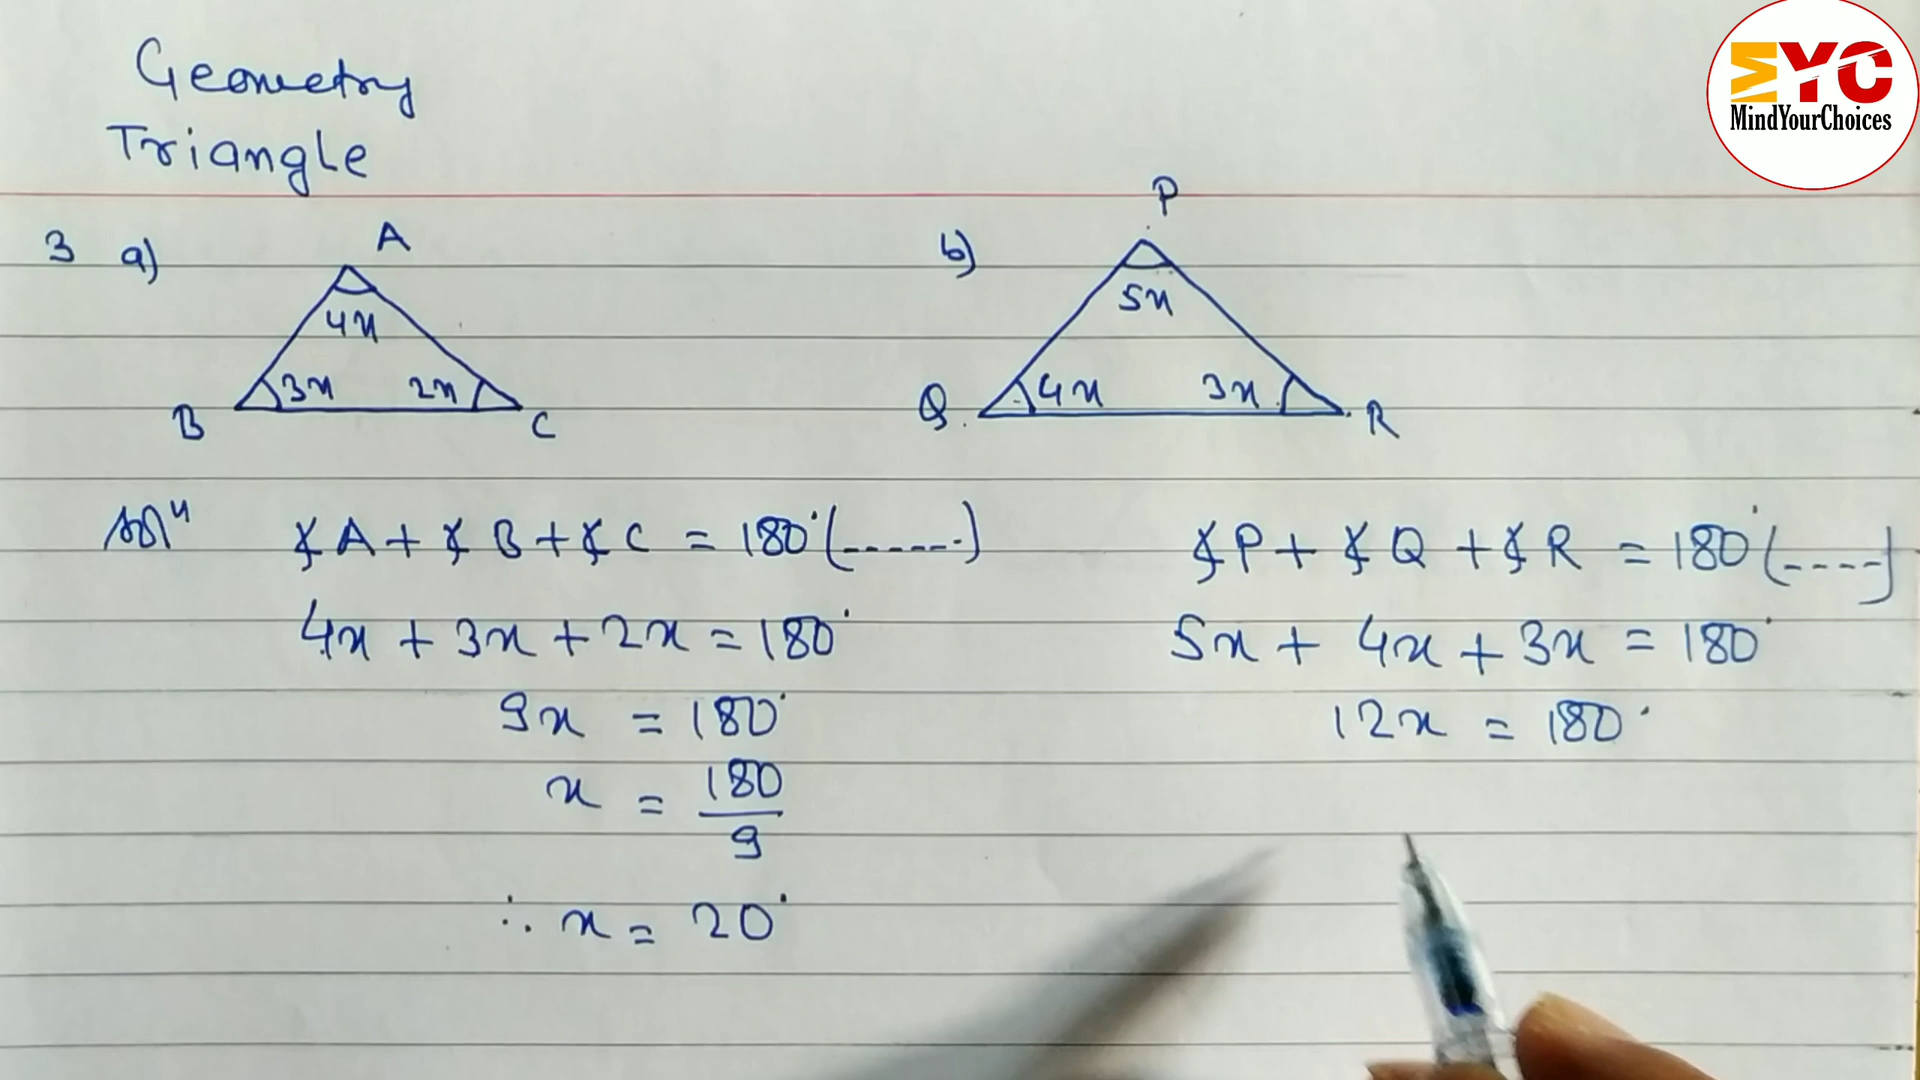 Geometry
Triangle
MYC
MindYourChoices
3 a)
A
4x
3x
2x
B
C
b)
P
5x
4x
3x
Q
R
Solⁿ
∡A + ∡B + ∡C = 180° (------)
4x + 3x + 2x = 180°
9x = 180°
x = 180/9
∴ x = 20°
∡P + ∡Q + ∡R = 180° (----)
5x + 4x + 3x = 180°
12x = 180°